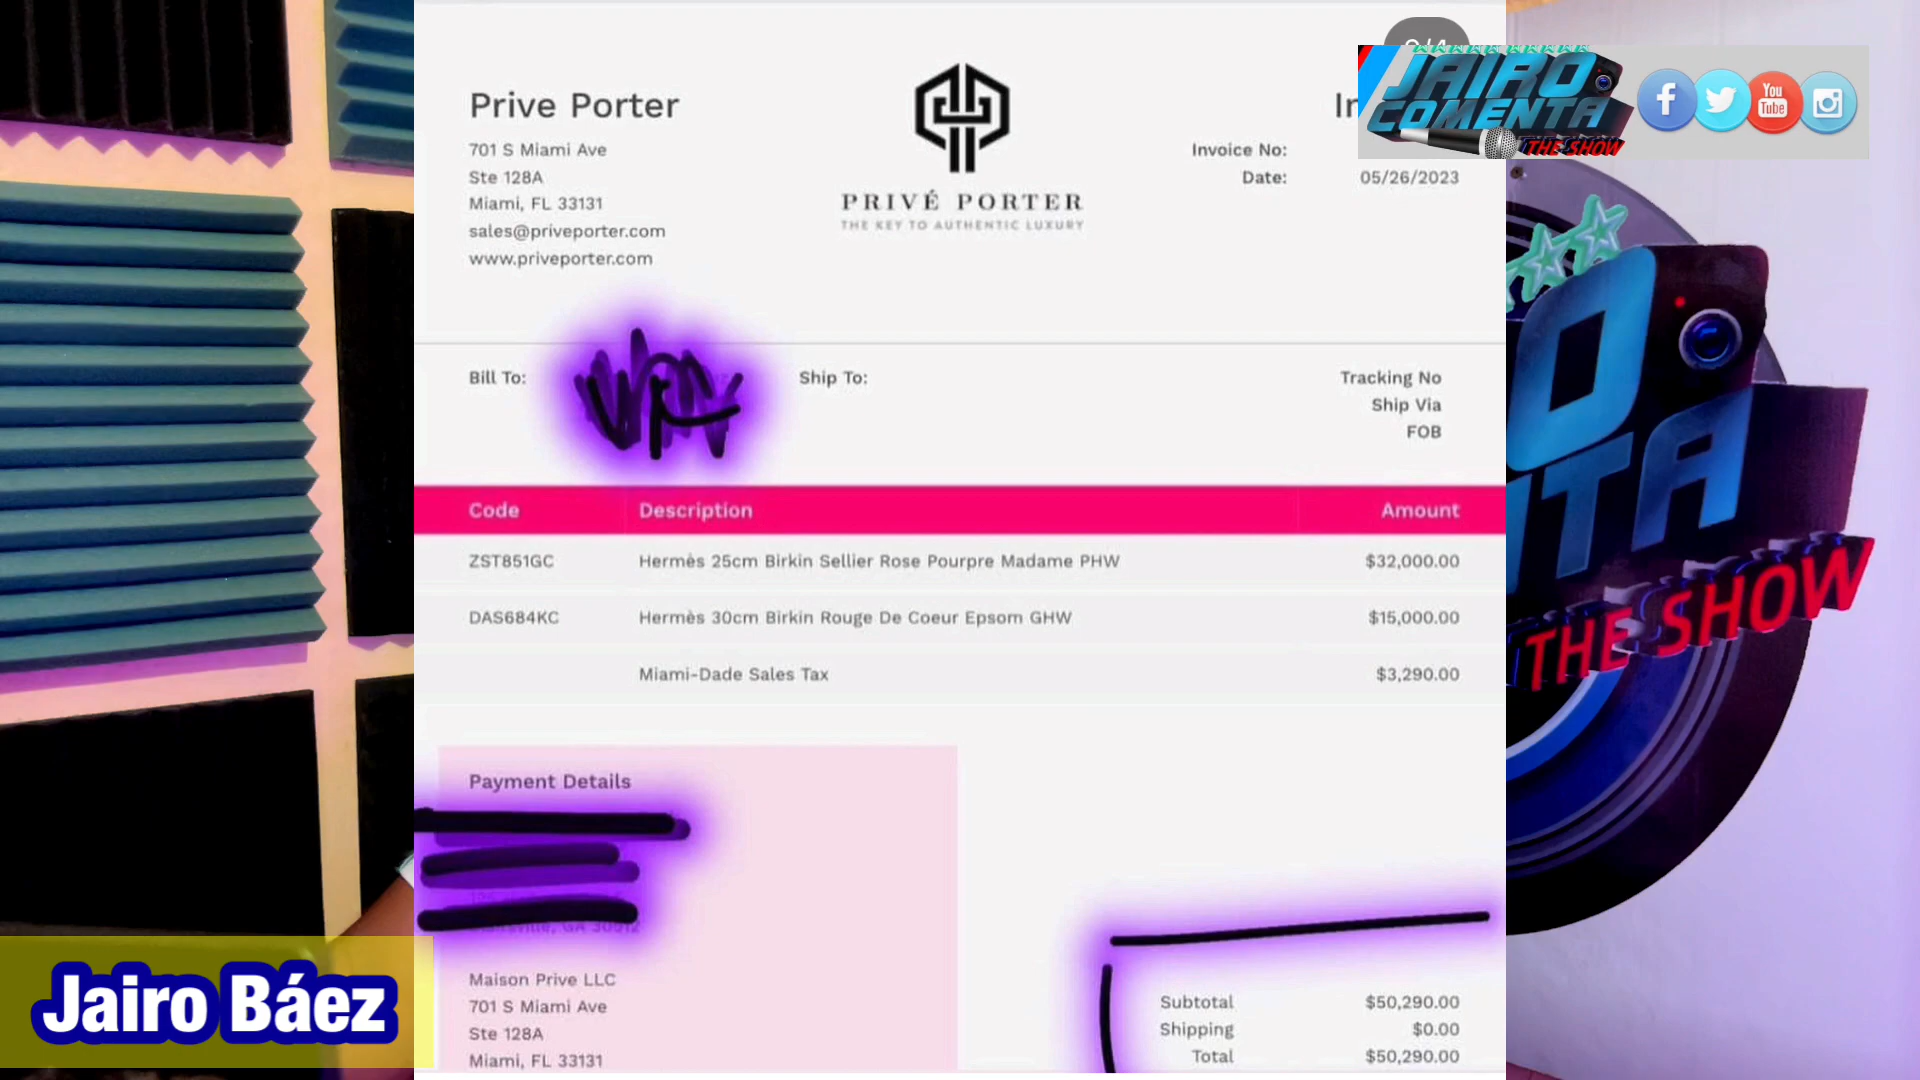 Prive Porter
701 S Miami Ave
Ste 128A
Miami, FL 33131
sales@priveporter.com
www.priveporter.com
PRIVÉ PORTER
THE KEY TO AUTHENTIC LUXURY
Invoice No:
Date: 05/26/2023
JAIRO
COMENTA
THE SHOW
You
Tube
Bill To:
Ship To:
Tracking No
Ship Via
FOB
Code Description Amount
ZST851GC Hermès 25cm Birkin Sellier Rose Pourpre Madame PHW $32,000.00
DAS684KC Hermès 30cm Birkin Rouge De Coeur Epsom GHW $15,000.00
Miami-Dade Sales Tax $3,290.00
Payment Details
Maison Prive LLC
701 S Miami Ave
Ste 128A
Miami, FL 33131
Subtotal $50,290.00
Shipping $0.00
Total $50,290.00
O
NTA
THE SHOW
Jairo Báez